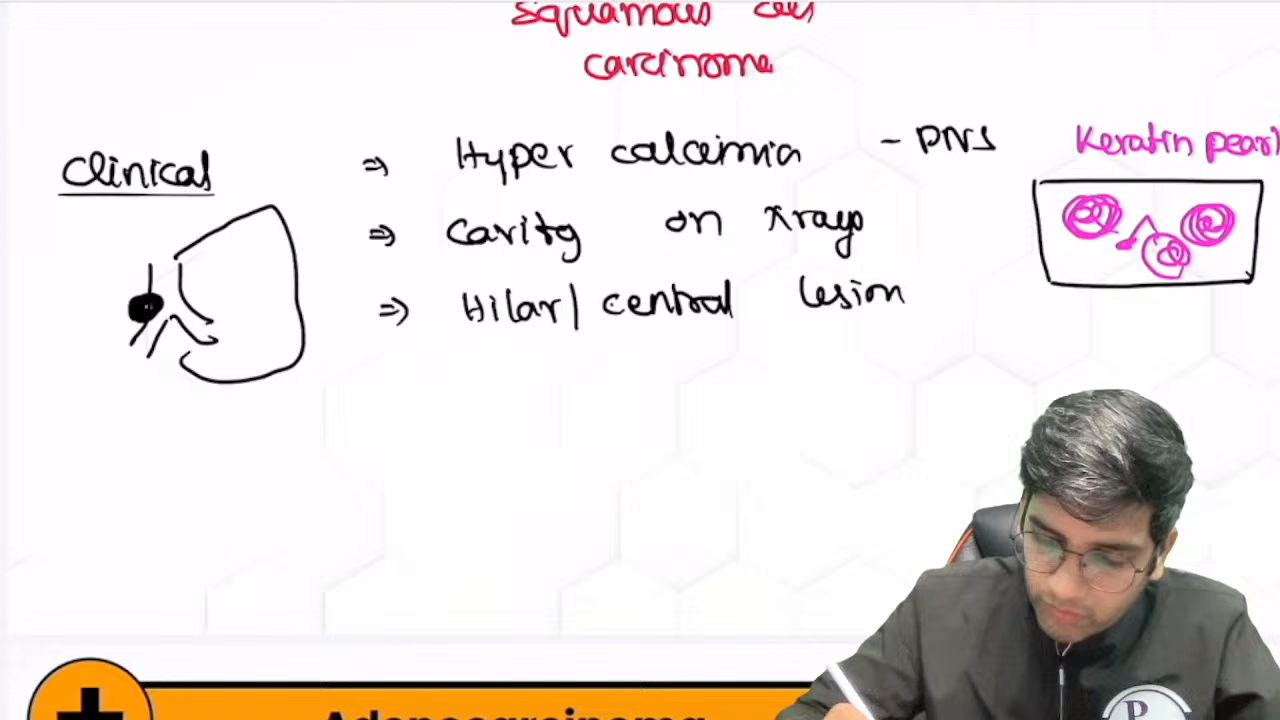 Squamous cell
carcinoma
Clinical
⇒ Hyper calcemia - PNS
⇒ cavity on xrays
⇒ Hilar/ central lesion
Keratin pearl
Adenocarcinoma
P